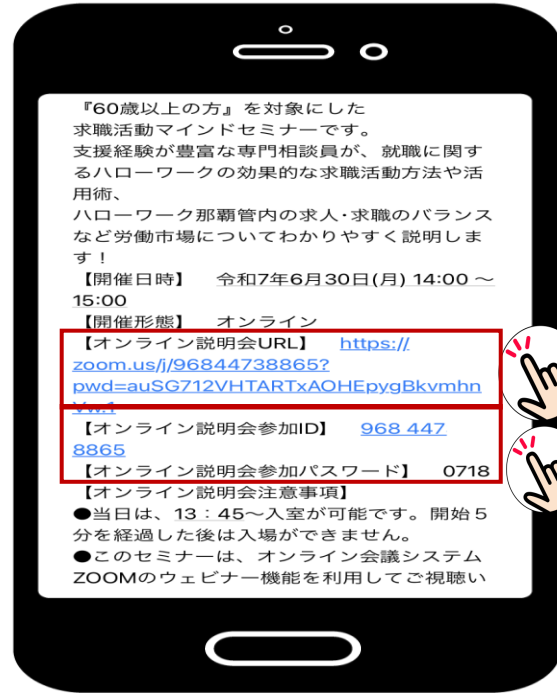 『60歳以上の方』を対象にした
求職活動マインドセミナーです。
支援経験が豊富な専門相談員が、就職に関す
るハローワークの効果的な求職活動方法や活
用術、
ハローワーク那覇管内の求人・求職のバランス
など労働市場についてわかりやすく説明しま
す！
【開催日時】　令和7年6月30日(月) 14:00 ～
15:00
【開催形態】　オンライン
【オンライン説明会URL】　https://
zoom.us/j/96844738865?
pwd=auSG712VHTARTxAOHEpygBkvmhn
Vw.1
【オンライン説明会参加ID】　968 447
8865
【オンライン説明会参加パスワード】　0718
【オンライン説明会注意事項】
●当日は、13：45～入室が可能です。開始５
分を経過した後は入場ができません。
●このセミナーは、オンライン会議システム
ZOOMのウェビナー機能を利用してご視聴い